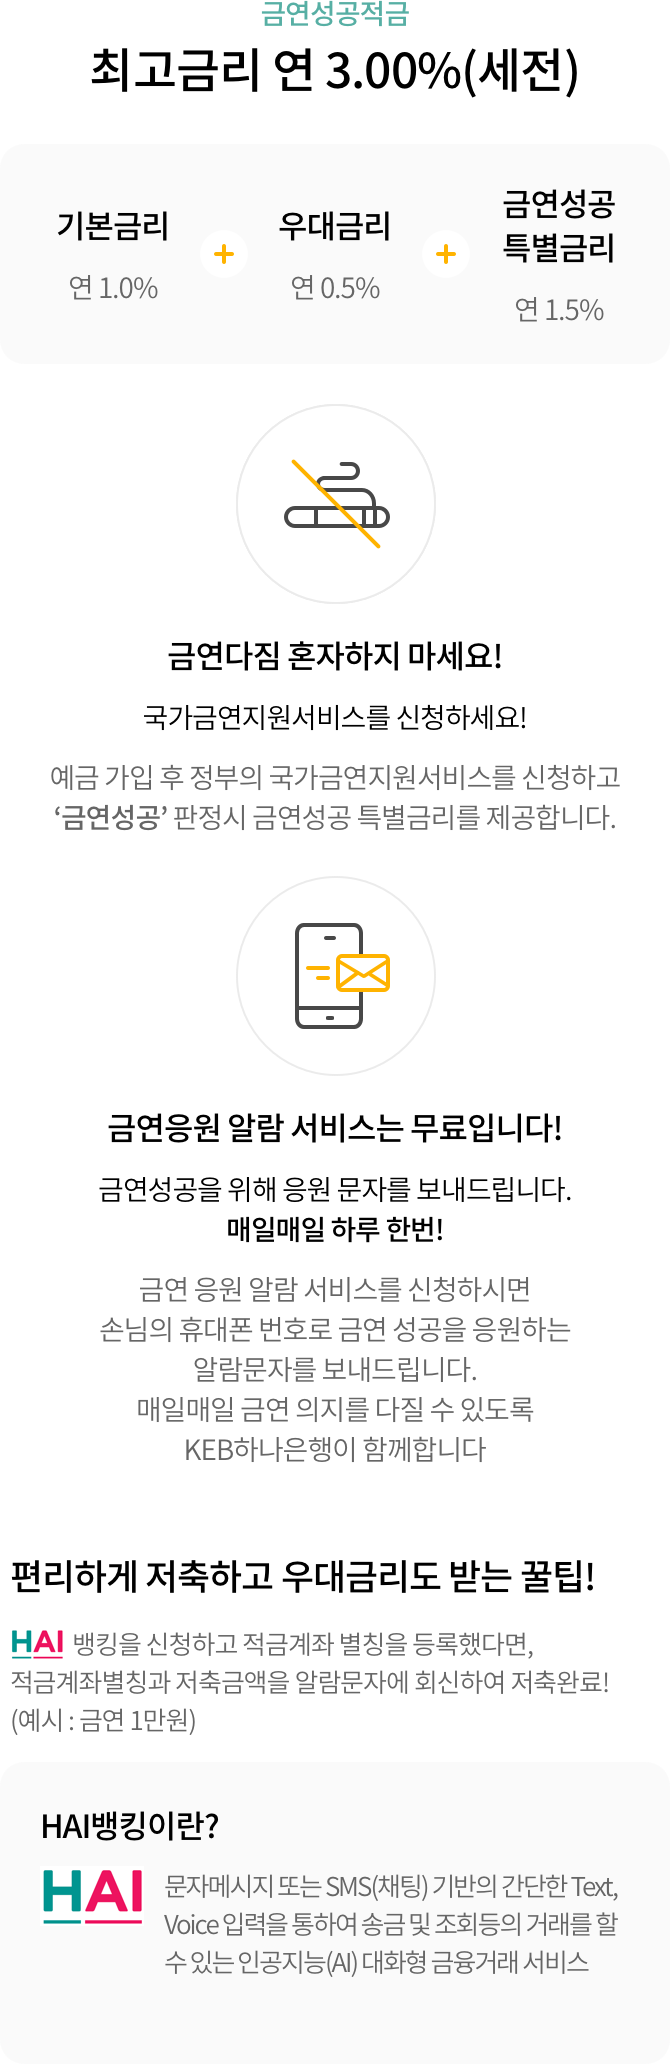 금연성공적금
최고금리 연 3.00%(세전)
기본금리
연 1.0%
+
우대금리
연 0.5%
+
금연성공
특별금리
연 1.5%
금연다짐 혼자하지 마세요!
국가금연지원서비스를 신청하세요!
예금 가입 후 정부의 국가금연지원서비스를 신청하고
‘금연성공’ 판정시 금연성공 특별금리를 제공합니다.
금연응원 알람 서비스는 무료입니다!
금연성공을 위해 응원 문자를 보내드립니다.
매일매일 하루 한번!
금연 응원 알람 서비스를 신청하시면
손님의 휴대폰 번호로 금연 성공을 응원하는
알람문자를 보내드립니다.
매일매일 금연 의지를 다질 수 있도록
KEB하나은행이 함께합니다
편리하게 저축하고 우대금리도 받는 꿀팁!
HAI 뱅킹을 신청하고 적금계좌 별칭을 등록했다면,
적금계좌별칭과 저축금액을 알람문자에 회신하여 저축완료!
(예시 : 금연 1만원)
HAI뱅킹이란?
HAI
문자메시지 또는 SMS(채팅) 기반의 간단한 Text,
Voice 입력을 통하여 송금 및 조회등의 거래를 할
수 있는 인공지능(AI) 대화형 금융거래 서비스